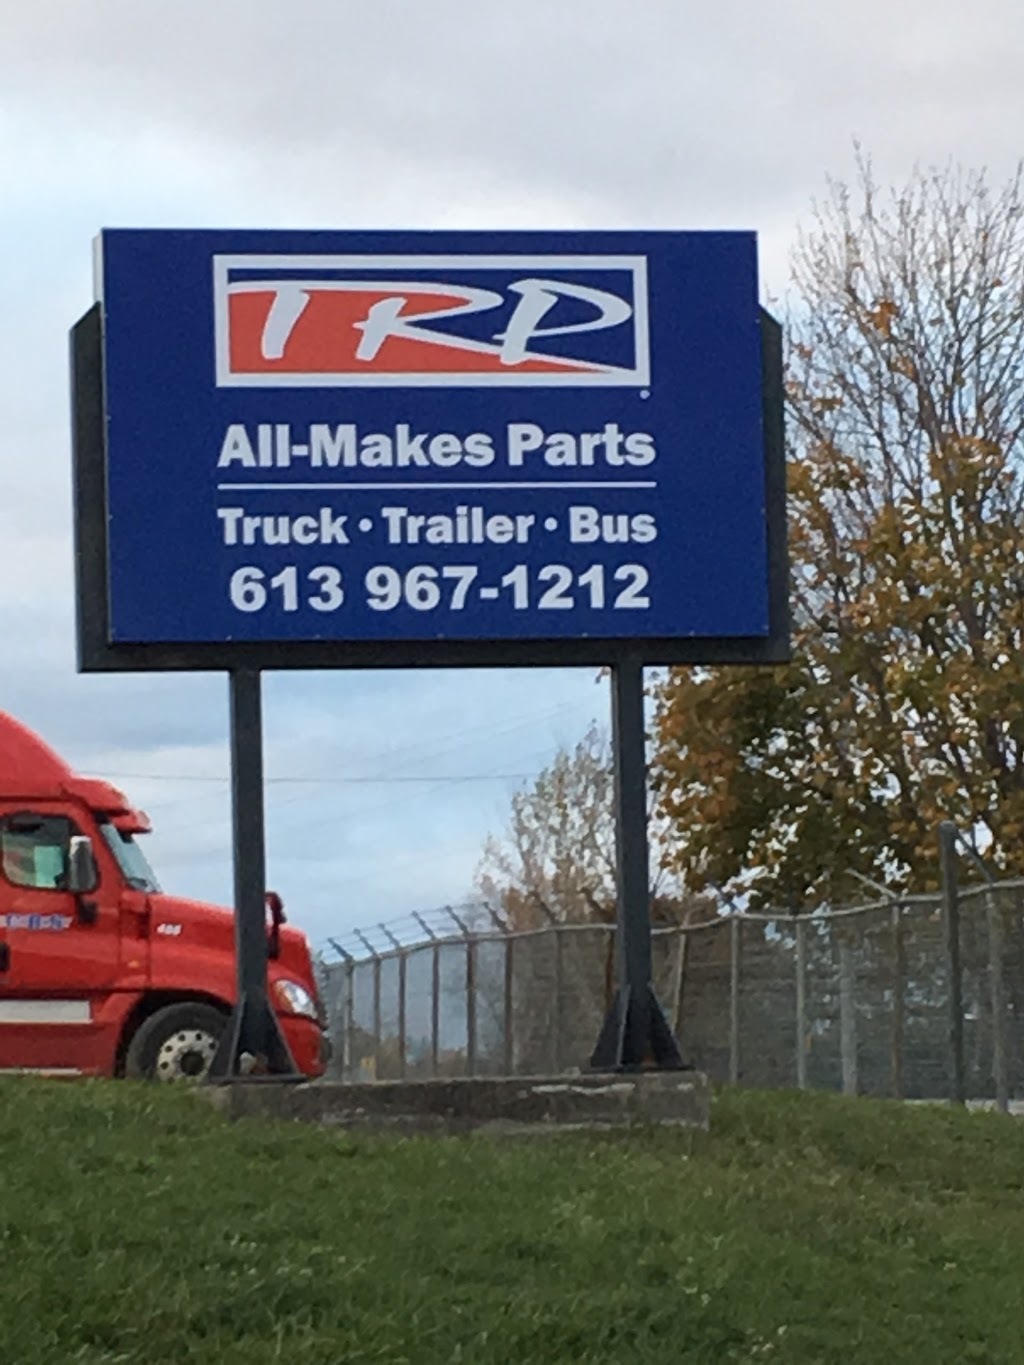 TRP
All-Makes Parts
Truck • Trailer • Bus
613 967-1212